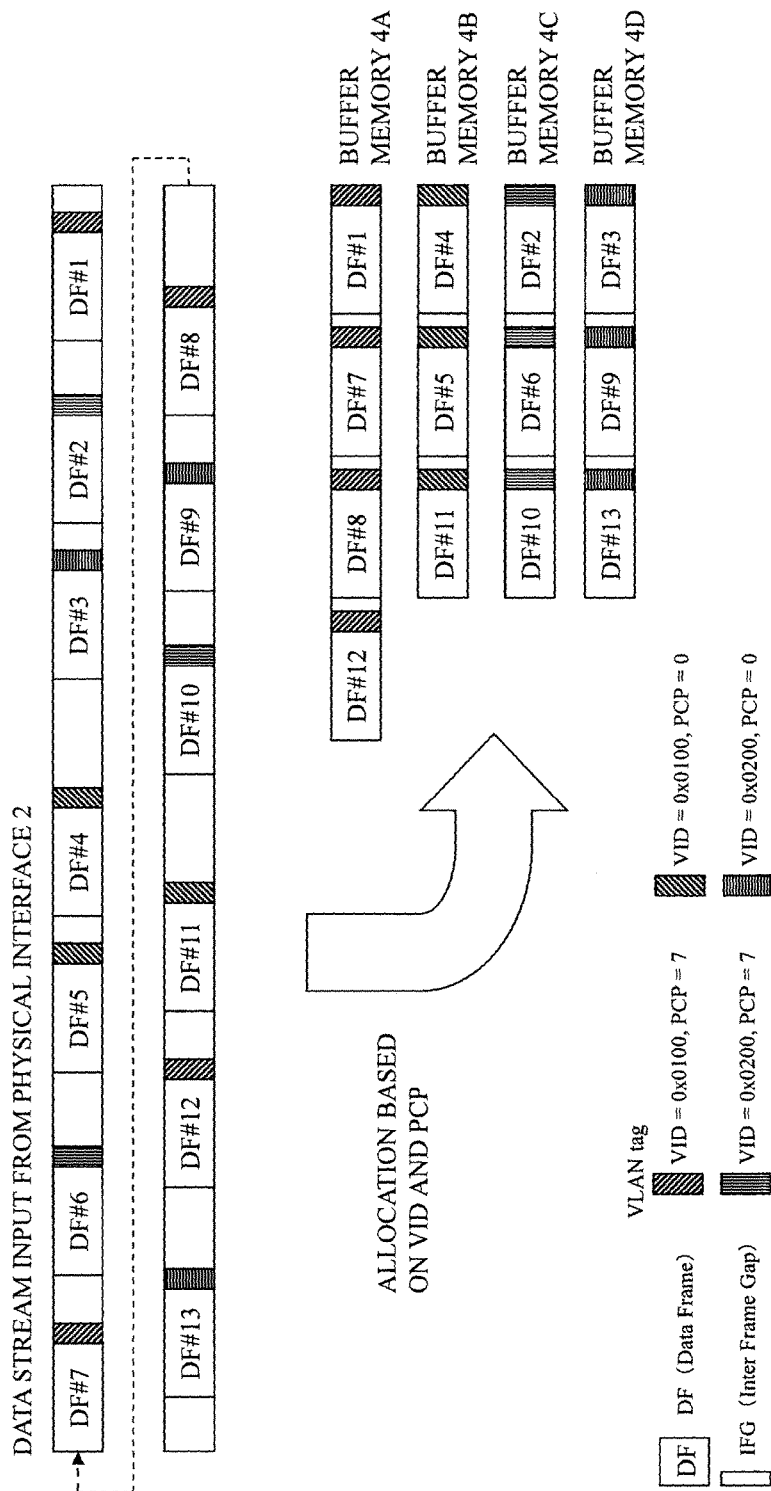 DATA STREAM INPUT FROM PHYSICAL INTERFACE 2
DF#7
DF#6
DF#5
DF#4
DF#3
DF#2
DF#1
DF#13
DF#12
DF#11
DF#10
DF#9
DF#8
ALLOCATION BASED
ON VID AND PCP
DF#12
DF#8
DF#7
DF#1
BUFFER
MEMORY 4A
DF#11
DF#5
DF#4
BUFFER
MEMORY 4B
DF#10
DF#6
DF#2
BUFFER
MEMORY 4C
DF#13
DF#9
DF#3
BUFFER
MEMORY 4D
VLAN tag
DF
DF (Data Frame)
VID = 0x0100, PCP = 7
VID = 0x0100, PCP = 0
IFG (Inter Frame Gap)
VID = 0x0200, PCP = 7
VID = 0x0200, PCP = 0